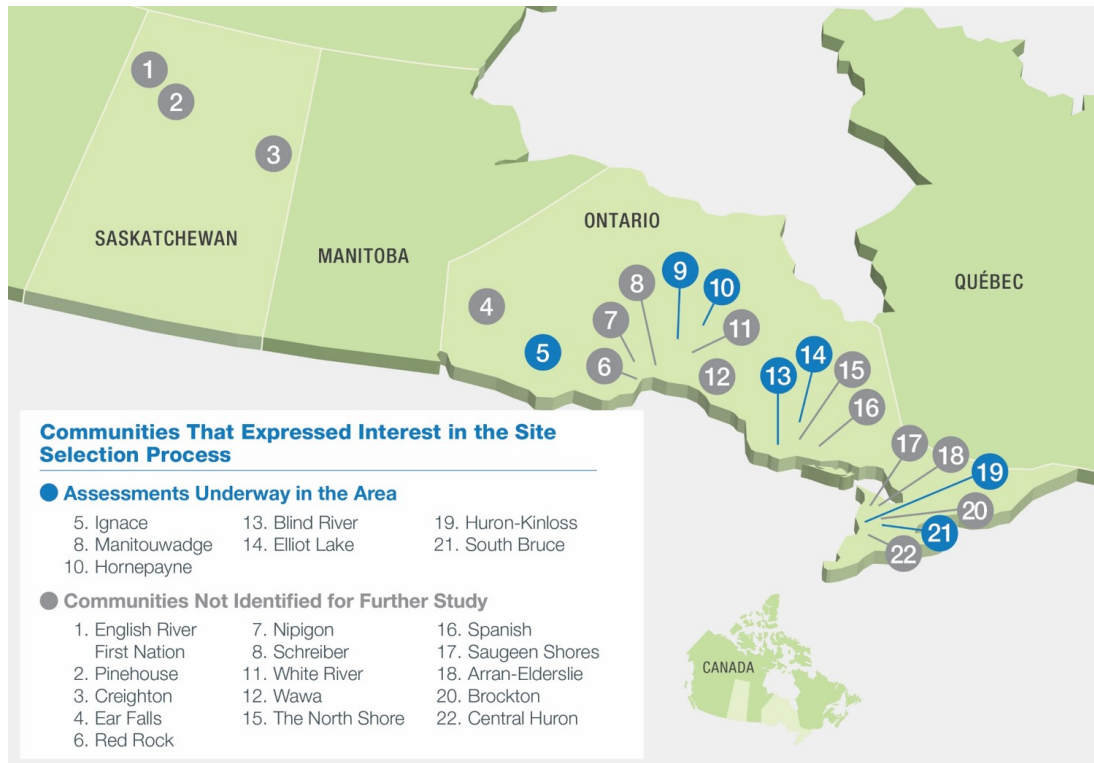 1
2
3
SASKATCHEWAN
MANITOBA
ONTARIO
QUÉBEC
4
5
6
7
8
9
10
11
12
13
14
15
16
17
18
19
20
21
22
Communities That Expressed Interest in the Site
Selection Process
Assessments Underway in the Area
5. Ignace
8. Manitouwadge
10. Hornepayne
13. Blind River
14. Elliot Lake
19. Huron-Kinloss
21. South Bruce
Communities Not Identified for Further Study
1. English River
First Nation
2. Pinehouse
3. Creighton
4. Ear Falls
6. Red Rock
7. Nipigon
8. Schreiber
11. White River
12. Wawa
15. The North Shore
16. Spanish
17. Saugeen Shores
18. Arran-Elderslie
20. Brockton
22. Central Huron
CANADA